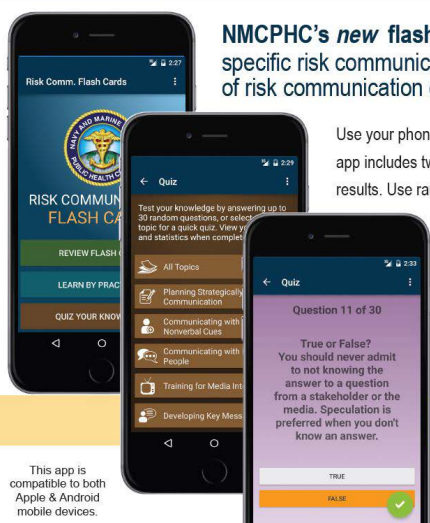 NMCPHC's new flash
specific risk communic
of risk communication
Use your phon
app includes tw
results. Use ra
2:27
Risk Comm. Flash Cards
NAVY AND MARINE
PUBLIC HEALTH CE
RISK COMMUN
FLASH CA
REVIEW FLASH
LEARN BY PRAC
QUIZ YOUR KNOW
2:29
Quiz
Test your knowledge by answering up to
30 random questions, or select
topic for a quick quiz. View yo
and statistics when complet
All Topics
Planning Strategically
Communication
Communicating with
Nonverbal Cues
Communicating with
People
Training for Media Int
Developing Key Mess
2:33
Quiz
Question 11 of 30
True or False?
You should never admit
to not knowing the
answer to a question
from a stakeholder or the
media. Speculation is
preferred when you don't
know an answer.
TRUE
FALSE
This app is
compatible to both
Apple & Android
mobile devices.